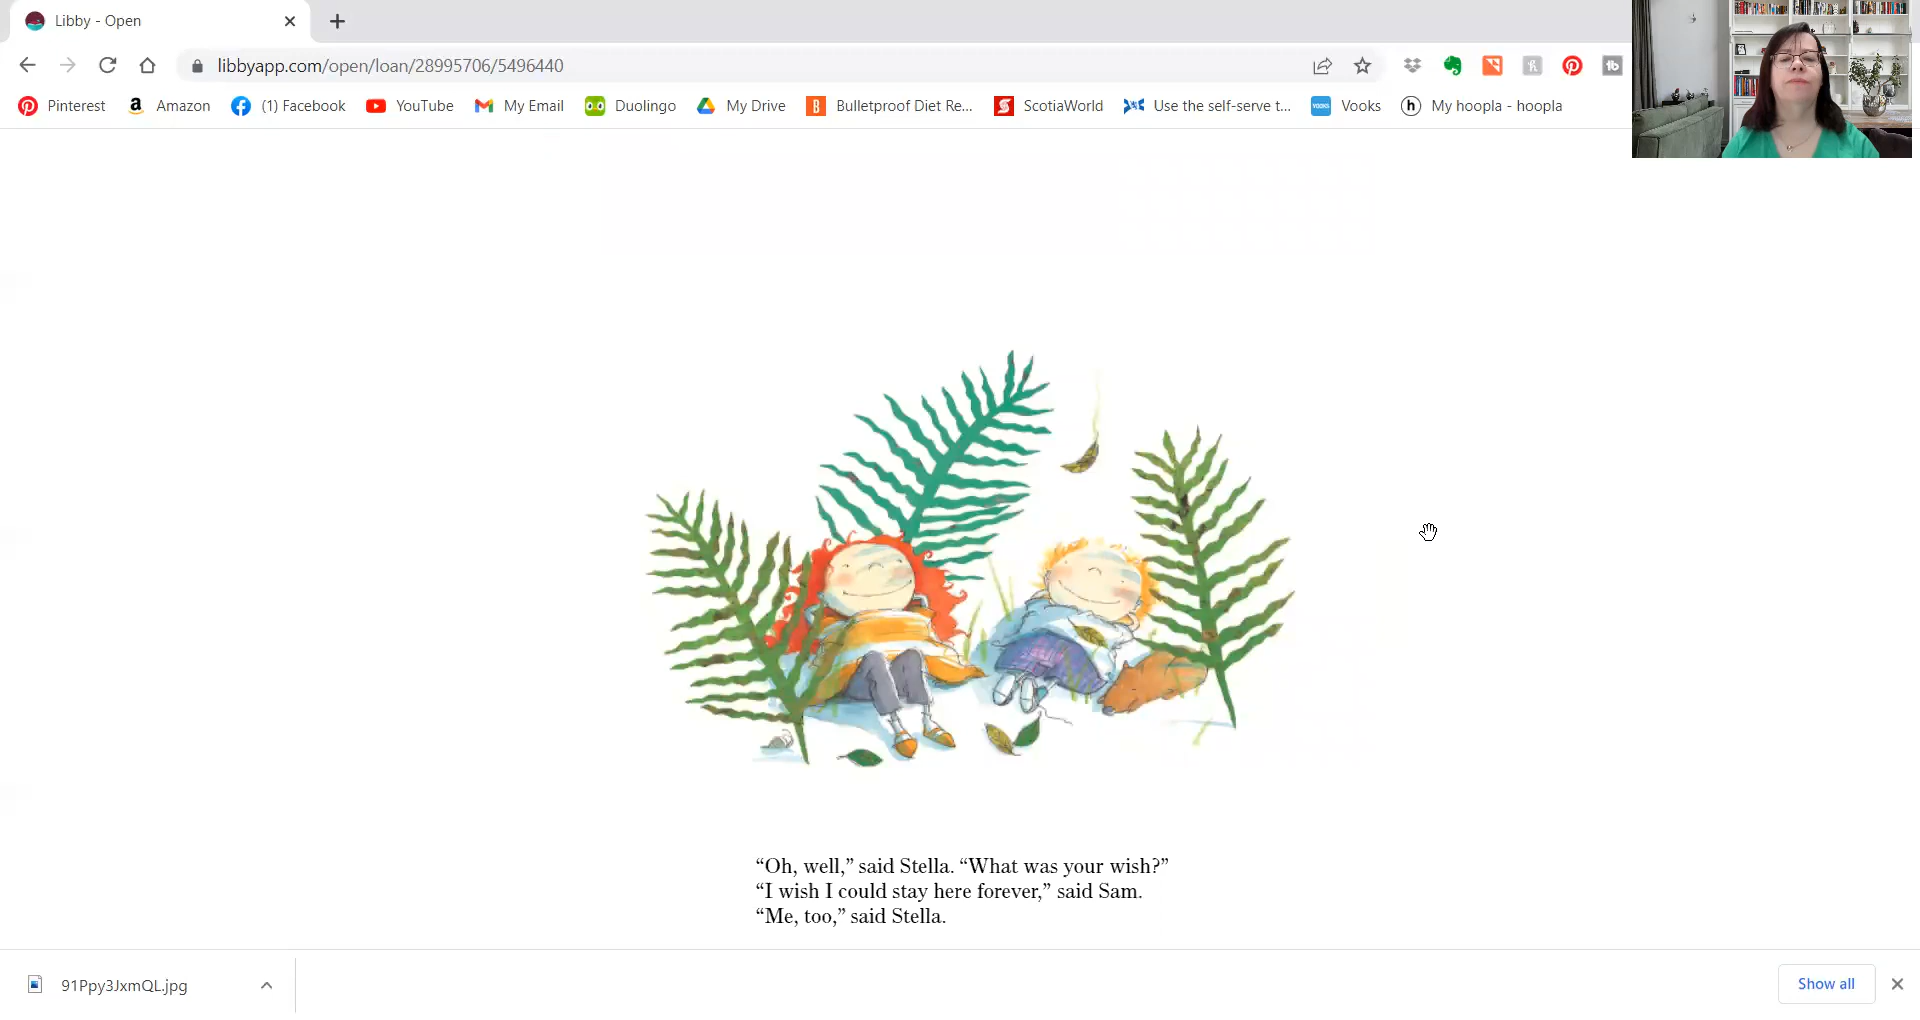 Libby - Open
libbyapp.com/open/loan/28995706/5496440
Pinterest Amazon (1) Facebook YouTube My Email Duolingo My Drive Bulletproof Diet Re... ScotiaWorld Use the self-serve t... Vooks My hoopla - hoopla
“Oh, well,” said Stella. “What was your wish?”
“I wish I could stay here forever,” said Sam.
“Me, too,” said Stella.
91Ppy3JxmQL.jpg
Show all